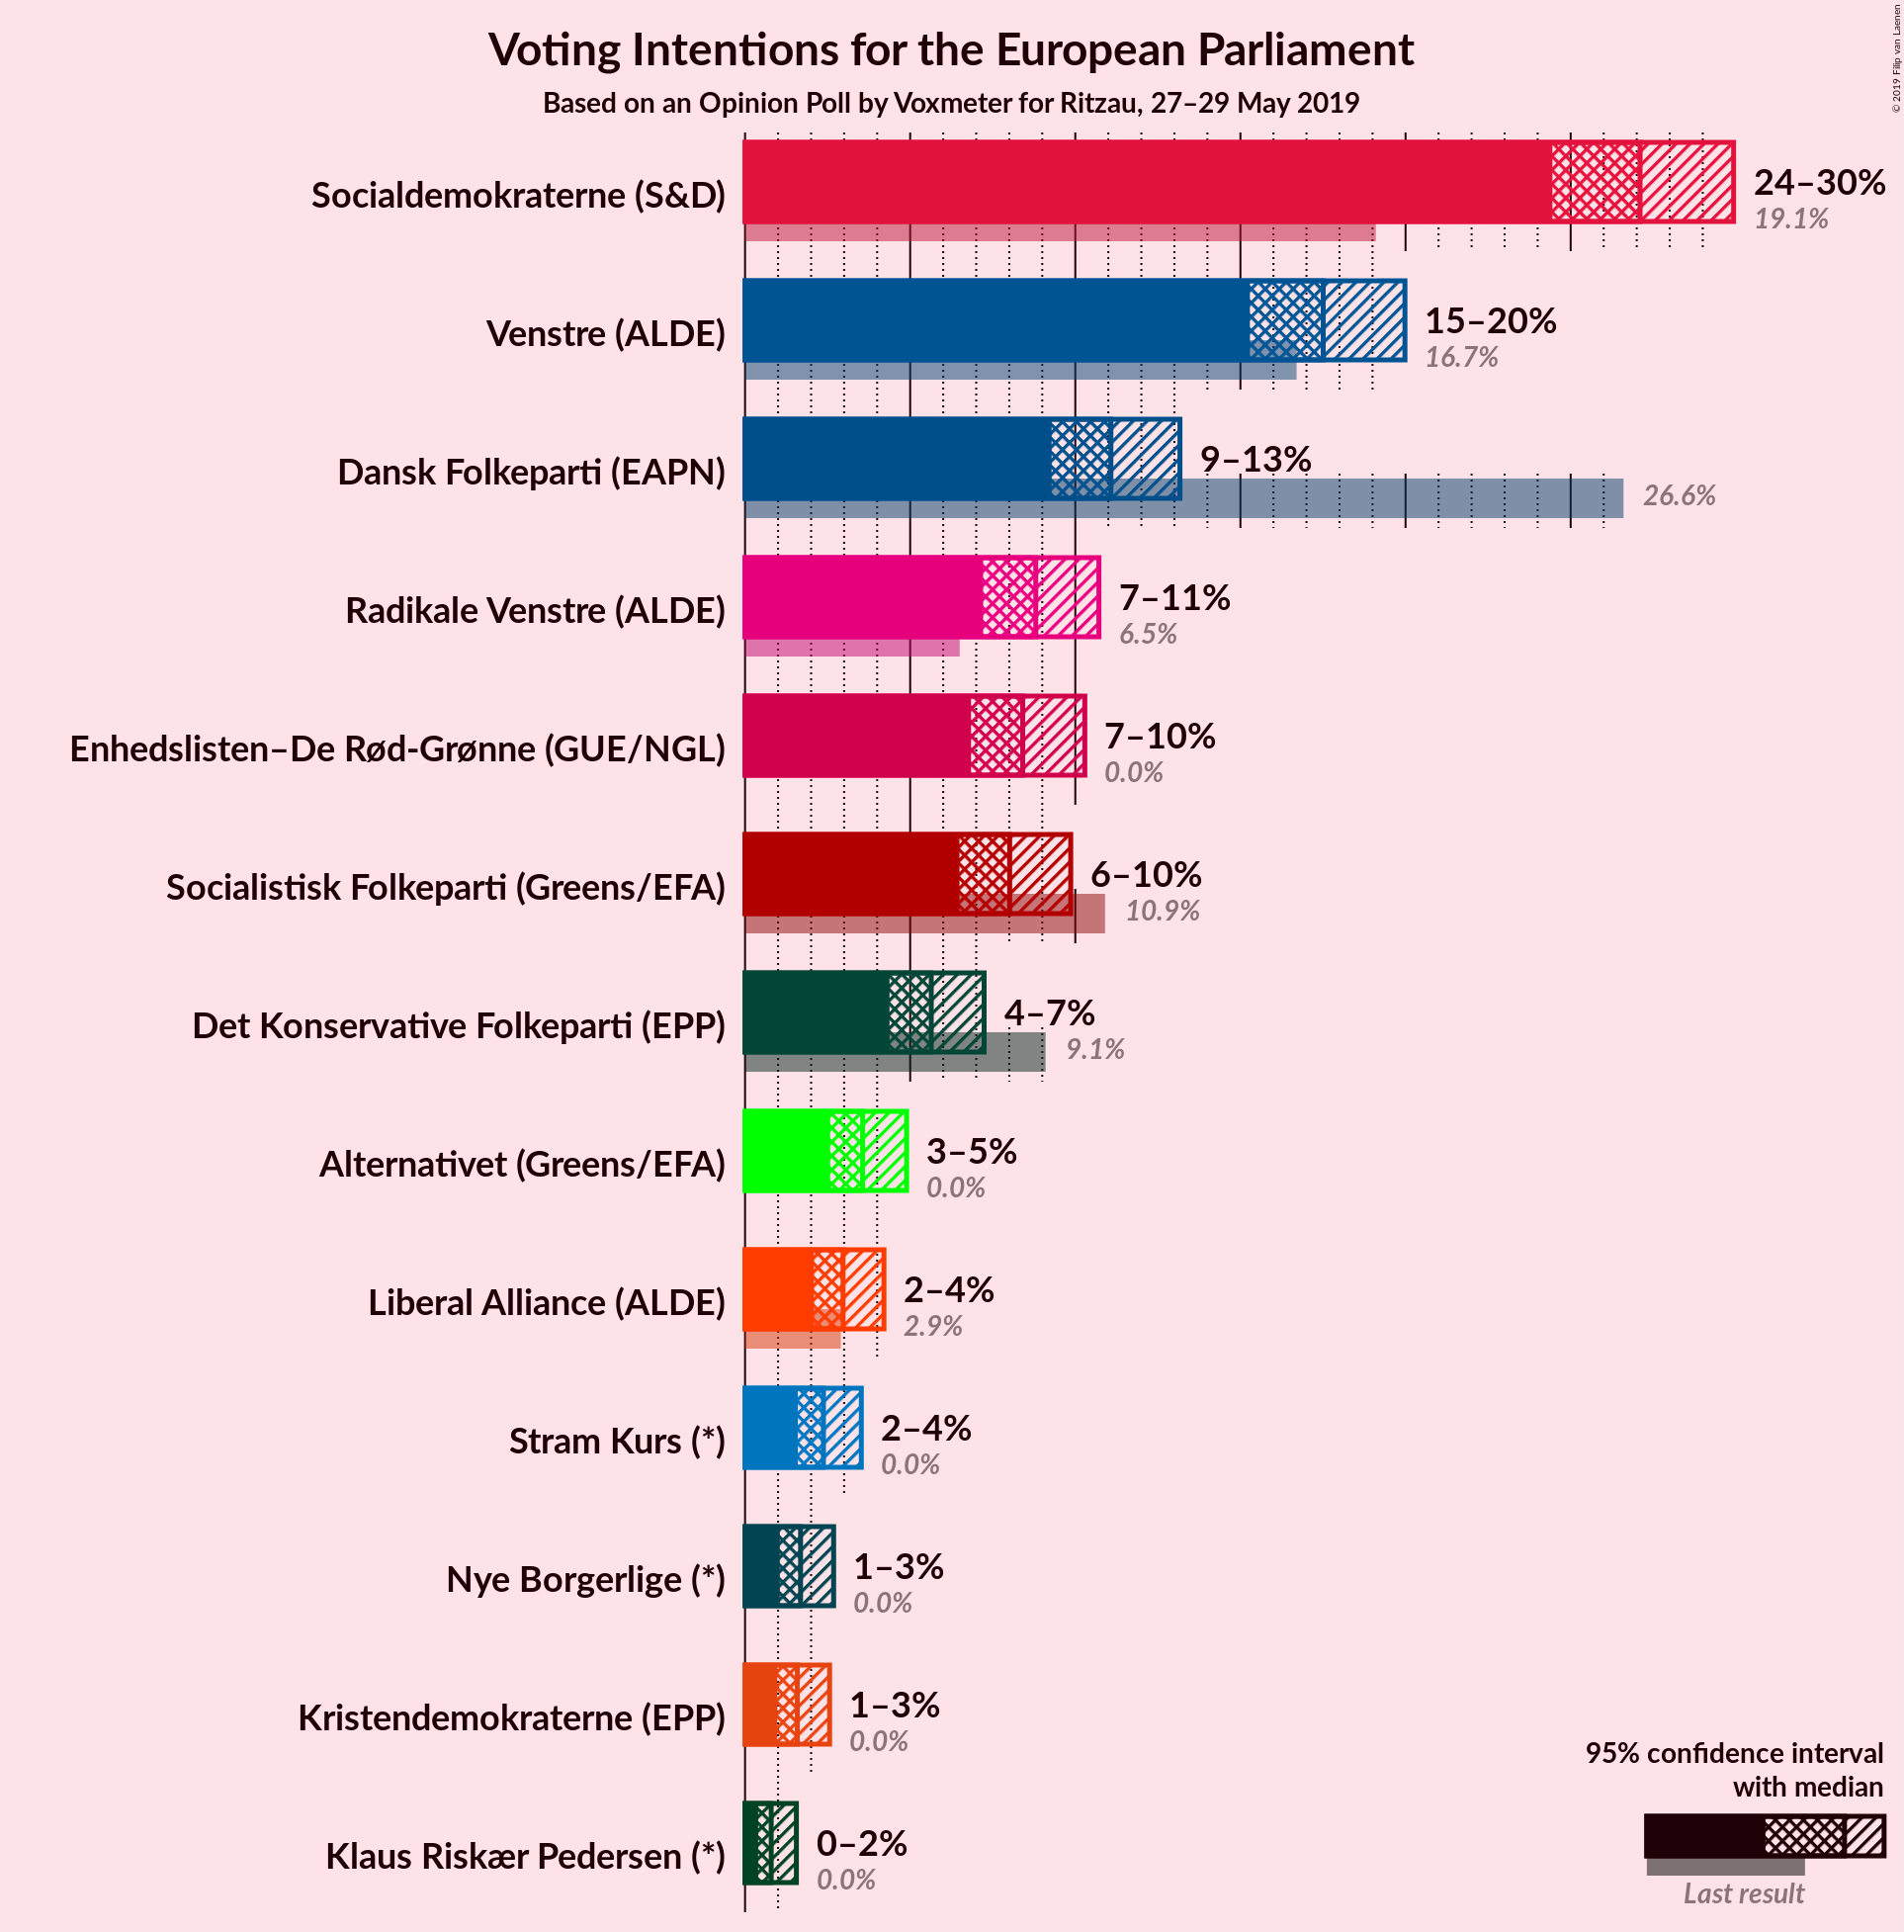 Voting Intentions for the European Parliament
Based on an Opinion Poll by Voxmeter for Ritzau, 27–29 May 2019
© 2019 Filip van Laenen
Socialdemokraterne (S&D)
24–30%
19.1%
Venstre (ALDE)
15–20%
16.7%
Dansk Folkeparti (EAPN)
9–13%
26.6%
Radikale Venstre (ALDE)
7–11%
6.5%
Enhedslisten–De Rød-Grønne (GUE/NGL)
7–10%
0.0%
Socialistisk Folkeparti (Greens/EFA)
6–10%
10.9%
Det Konservative Folkeparti (EPP)
4–7%
9.1%
Alternativet (Greens/EFA)
3–5%
0.0%
Liberal Alliance (ALDE)
2–4%
2.9%
Stram Kurs (*)
2–4%
0.0%
Nye Borgerlige (*)
1–3%
0.0%
Kristendemokraterne (EPP)
1–3%
0.0%
Klaus Riskær Pedersen (*)
0–2%
0.0%
95% confidence interval
with median
Last result